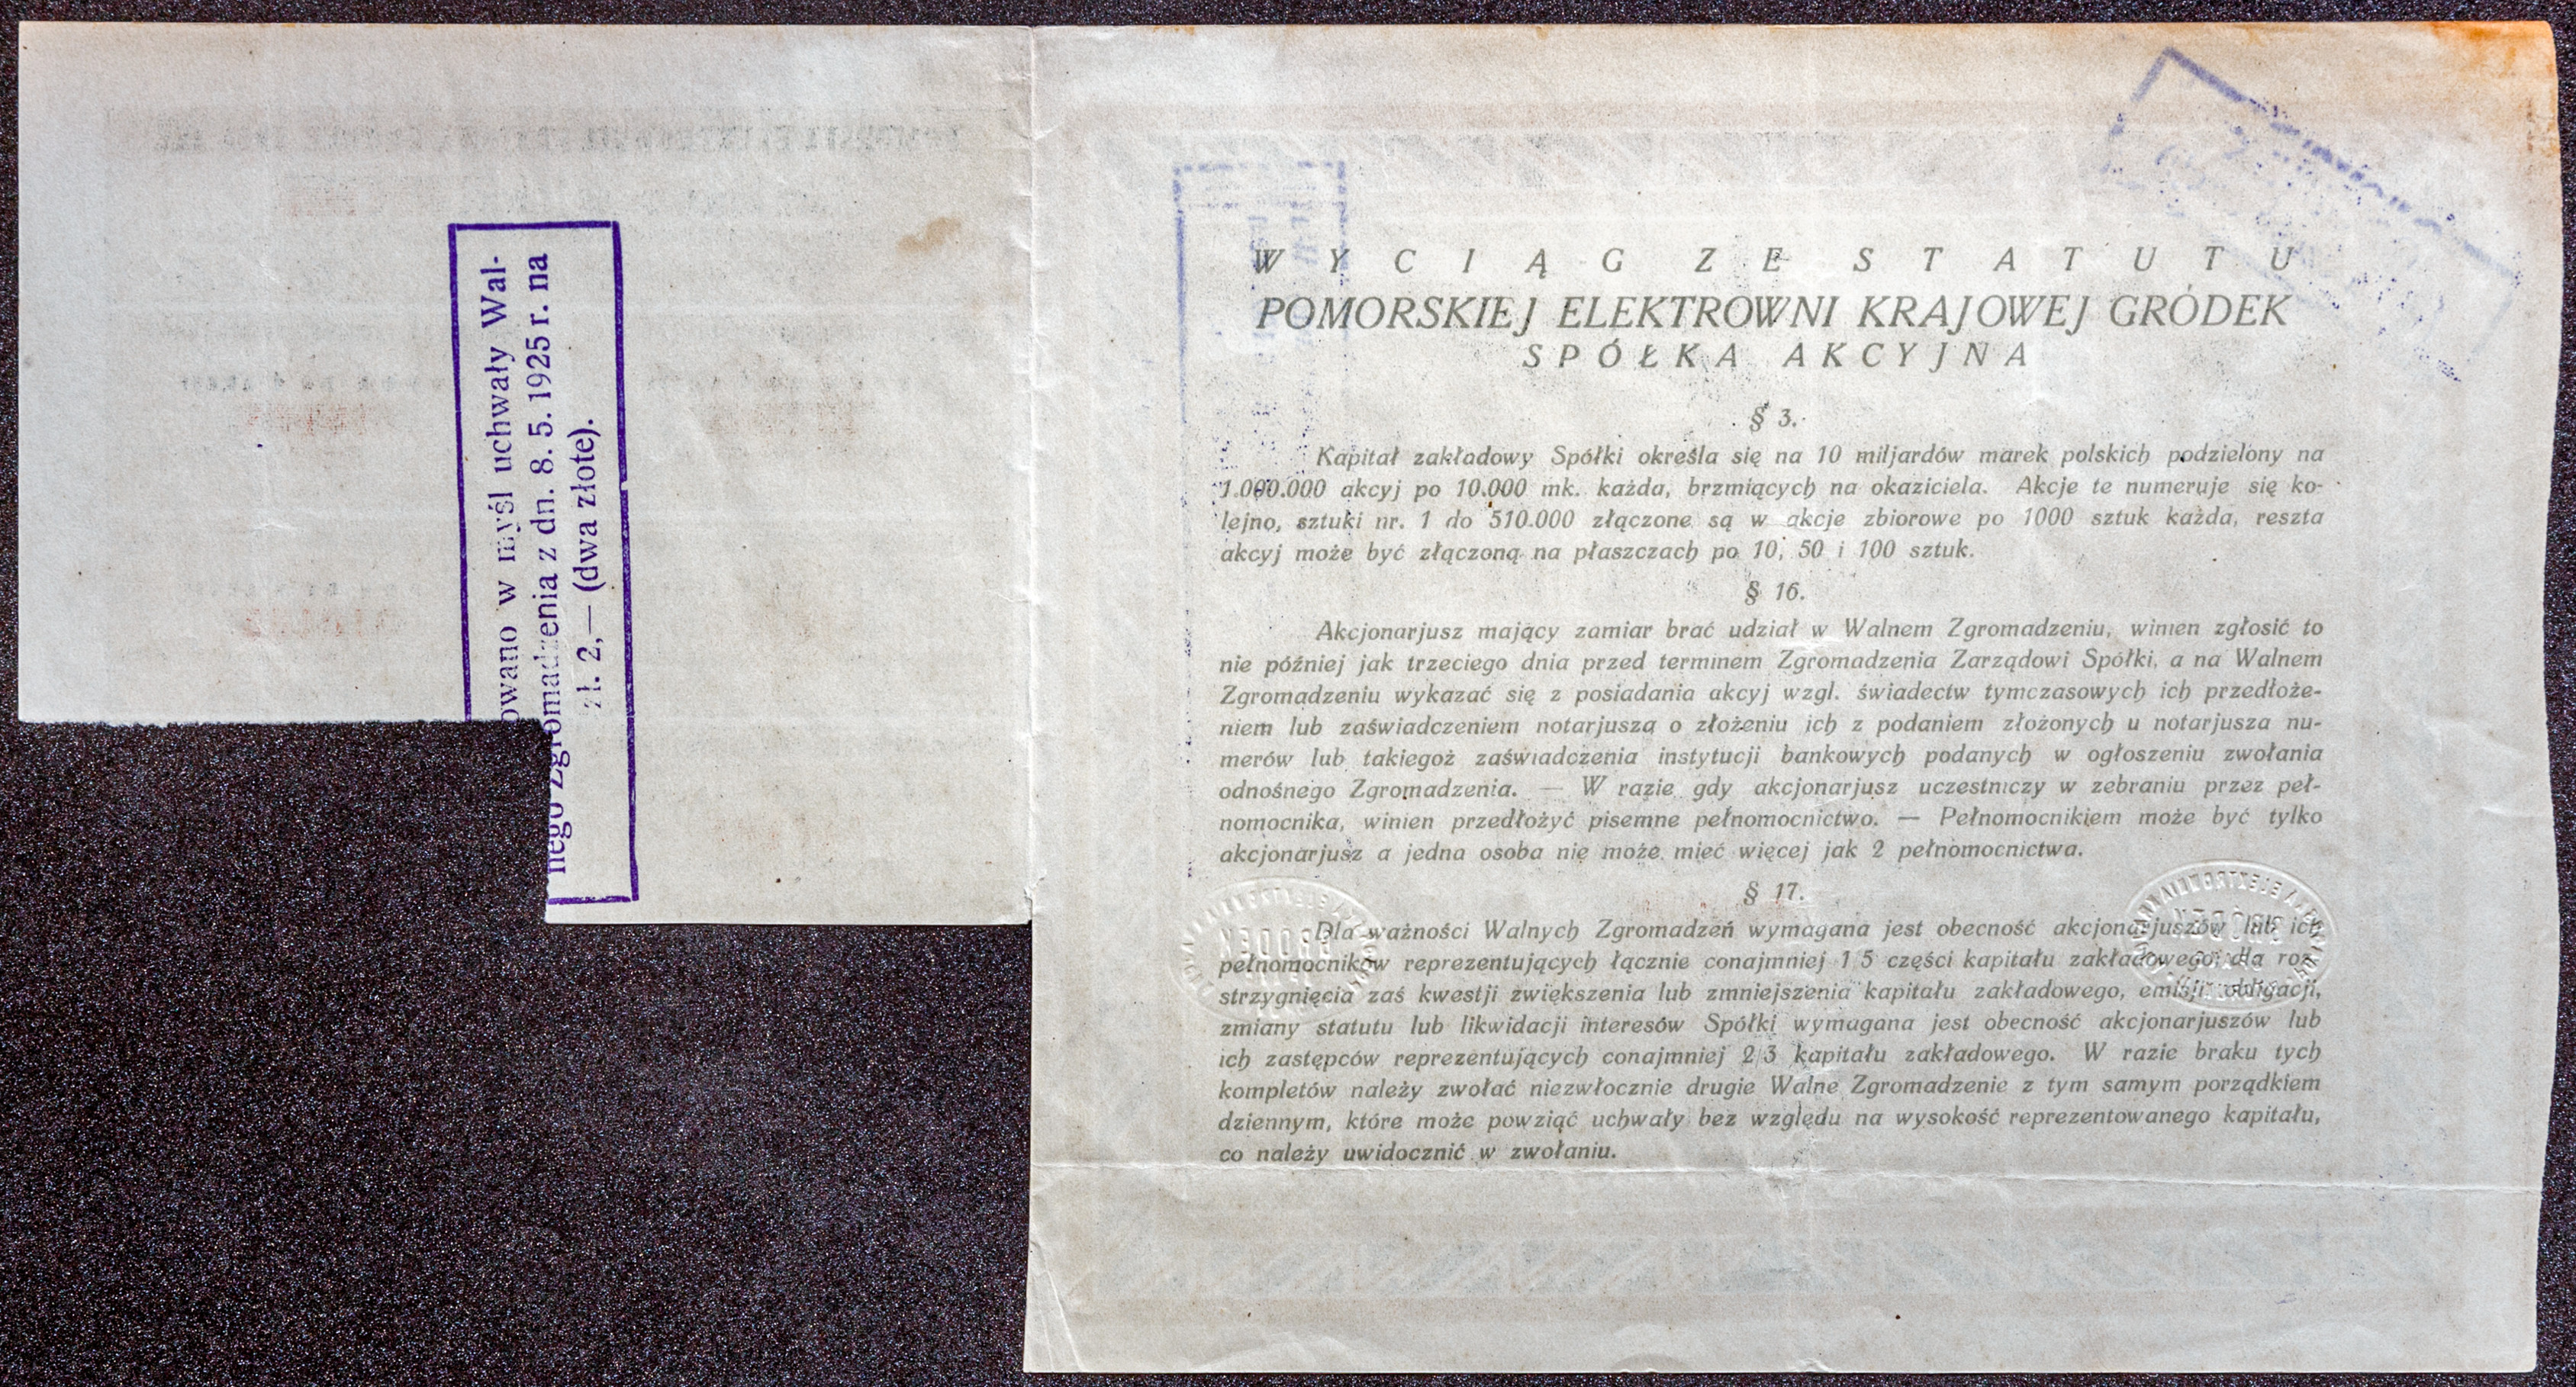 owano w myśl uchwały Wal-
nego Zgromadzenia z dn. 8. 5. 1925 r. na
zł. 2,— (dwa złote).
WYCIĄG ZE STATUTU
POMORSKIEJ ELEKTROWNI KRAJOWEJ GRÓDEK
SPÓŁKA AKCYJNA
§ 3.
Kapitał zakładowy Spółki określa się na 10 miljardów marek polskich podzielony na
1.000.000 akcyj po 10.000 mk. każda, brzmiących na okaziciela. Akcje te numeruje się ko-
lejno, sztuki nr. 1 do 510.000 złączone są w akcje zbiorowe po 1000 sztuk każda, reszta
akcyj może być złączoną na płaszczach po 10, 50 i 100 sztuk.
§ 16.
Akcjonarjusz mający zamiar brać udział w Walnem Zgromadzeniu, winien zgłosić to
nie później jak trzeciego dnia przed terminem Zgromadzenia Zarządowi Spółki, a na Walnem
Zgromadzeniu wykazać się z posiadania akcyj wzgl. świadectw tymczasowych ich przedłoże-
niem lub zaświadczeniem notarjusza o złożeniu ich z podaniem złożonych u notarjusza nu-
merów lub takiegoż zaświadczenia instytucji bankowych podanych w ogłoszeniu zwołania
odnośnego Zgromadzenia. — W razie gdy akcjonarjusz uczestniczy w zebraniu przez peł-
nomocnika, winien przedłożyć pisemne pełnomocnictwo. — Pełnomocnikiem może być tylko
akcjonarjusz a jedna osoba nie może mieć więcej jak 2 pełnomocnictwa.
§ 17.
Dla ważności Walnych Zgromadzeń wymagana jest obecność akcjonarjuszów lub ich
pełnomocników reprezentujących łącznie conajmniej 1/5 części kapitału zakładowego, dla roz-
strzygnięcia zaś kwestji zwiększenia lub zmniejszenia kapitału zakładowego, emisji obligacji,
zmiany statutu lub likwidacji interesów Spółki wymagana jest obecność akcjonarjuszów lub
ich zastępców reprezentujących conajmniej 2/3 kapitału zakładowego. W razie braku tych
kompletów należy zwołać niezwłocznie drugie Walne Zgromadzenie z tym samym porządkiem
dziennym, które może powziąć uchwały bez względu na wysokość reprezentowanego kapitału,
co należy uwidocznić w zwołaniu.
GRÓDEK
GRÓDEK